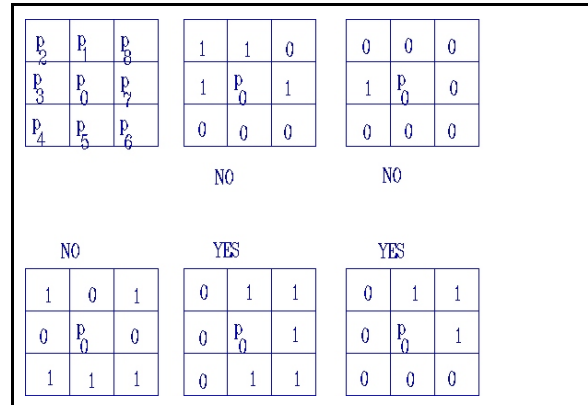 p2 p1 p8 1 1 0 0 0 0
p3 p0 p7 1 p0 1 1 p0 0
p4 p5 p6 0 0 0 0 0 0
NO NO
NO YES YES
1 0 1 0 1 1 0 1 1
0 p0 0 0 p0 1 0 p0 1
1 1 1 0 1 1 0 0 0